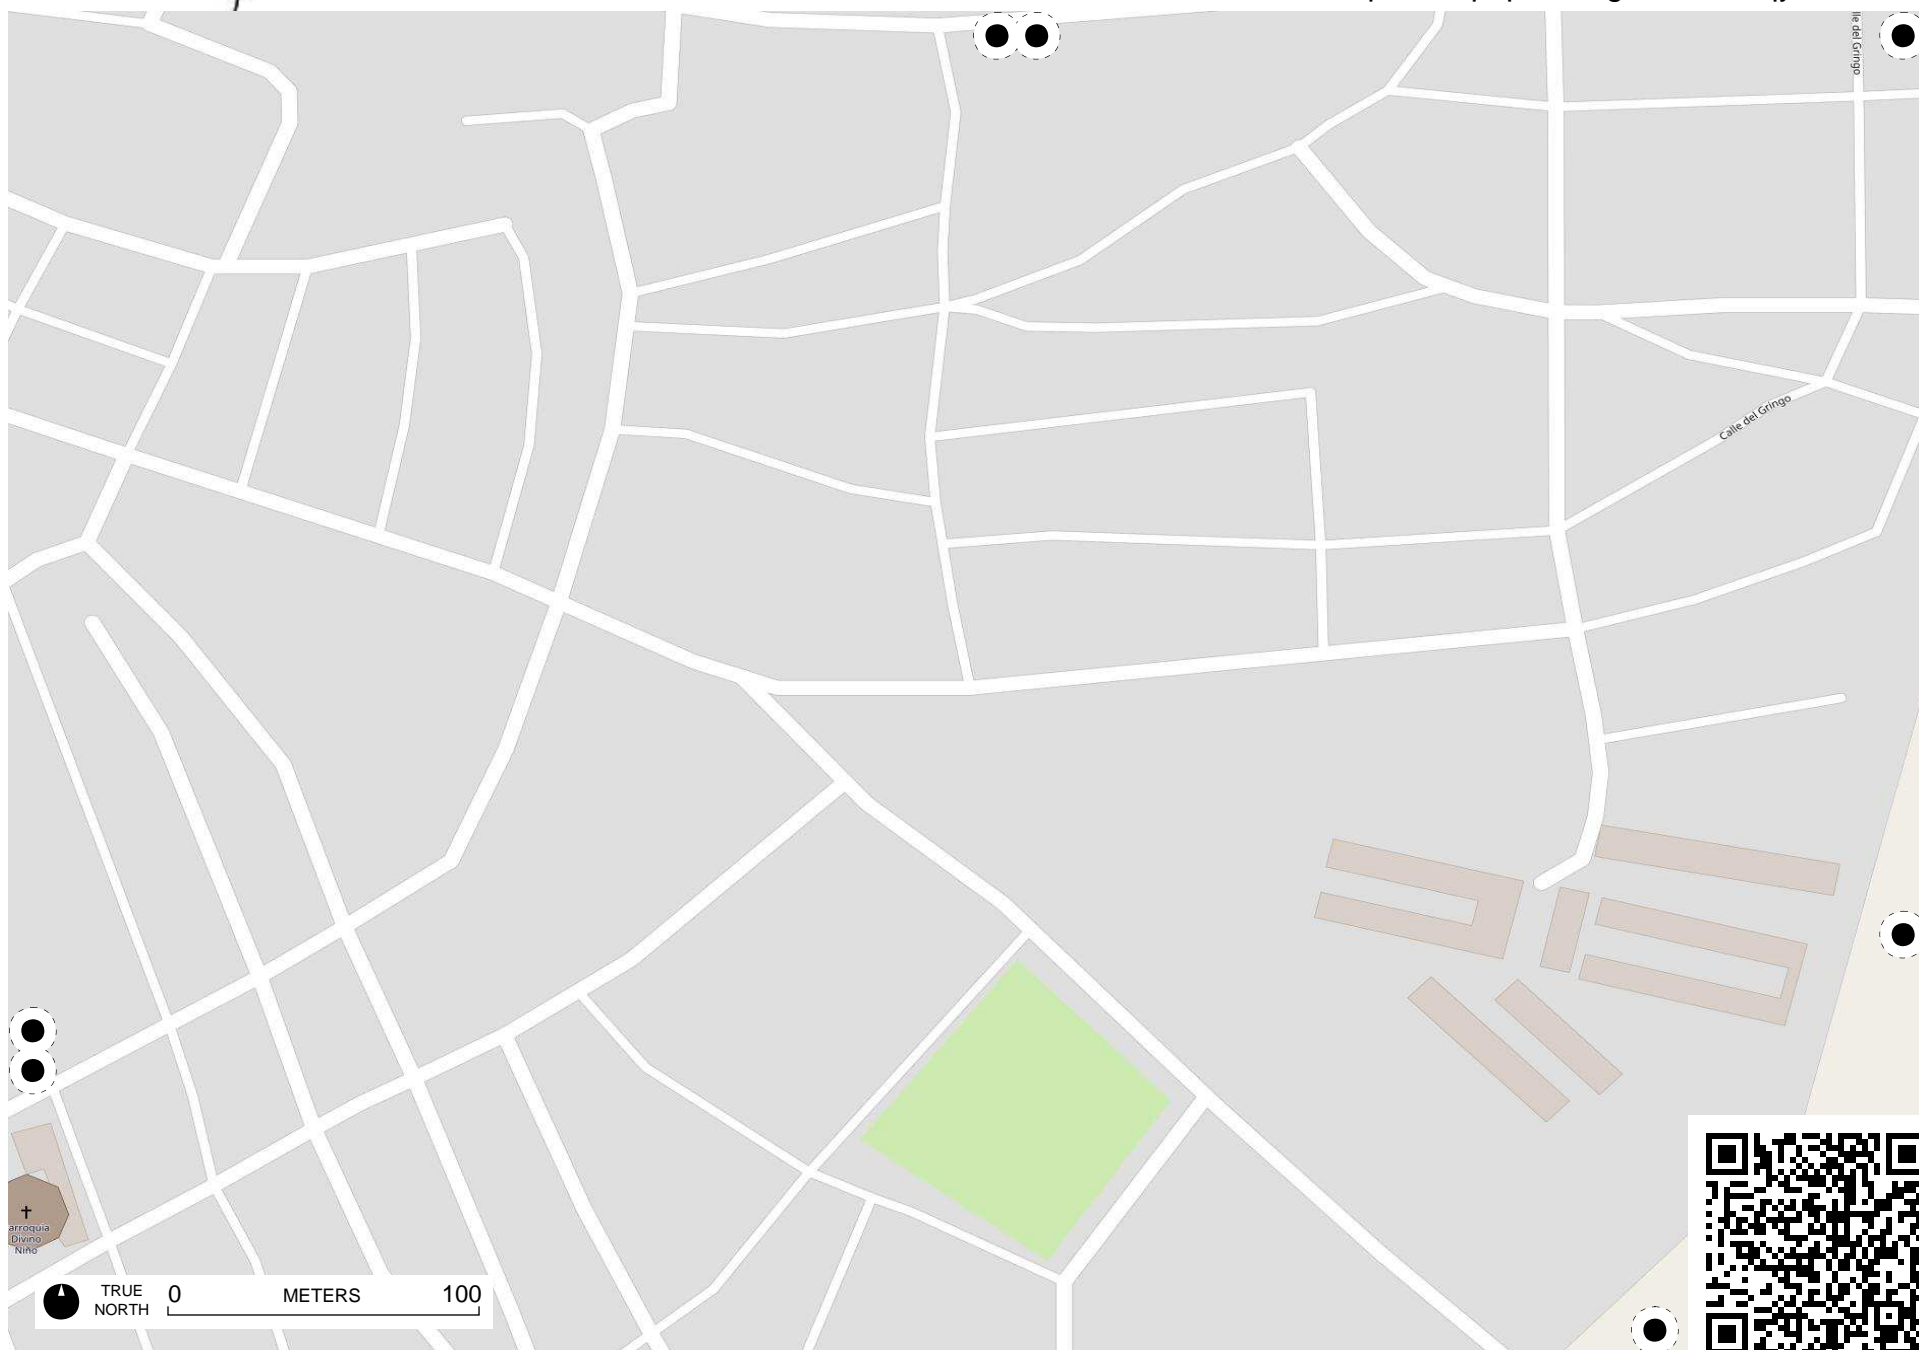 lle del Gringo
Calle del Gringo
arroquia
Divino
Niño
TRUE
NORTH
0 METERS 100